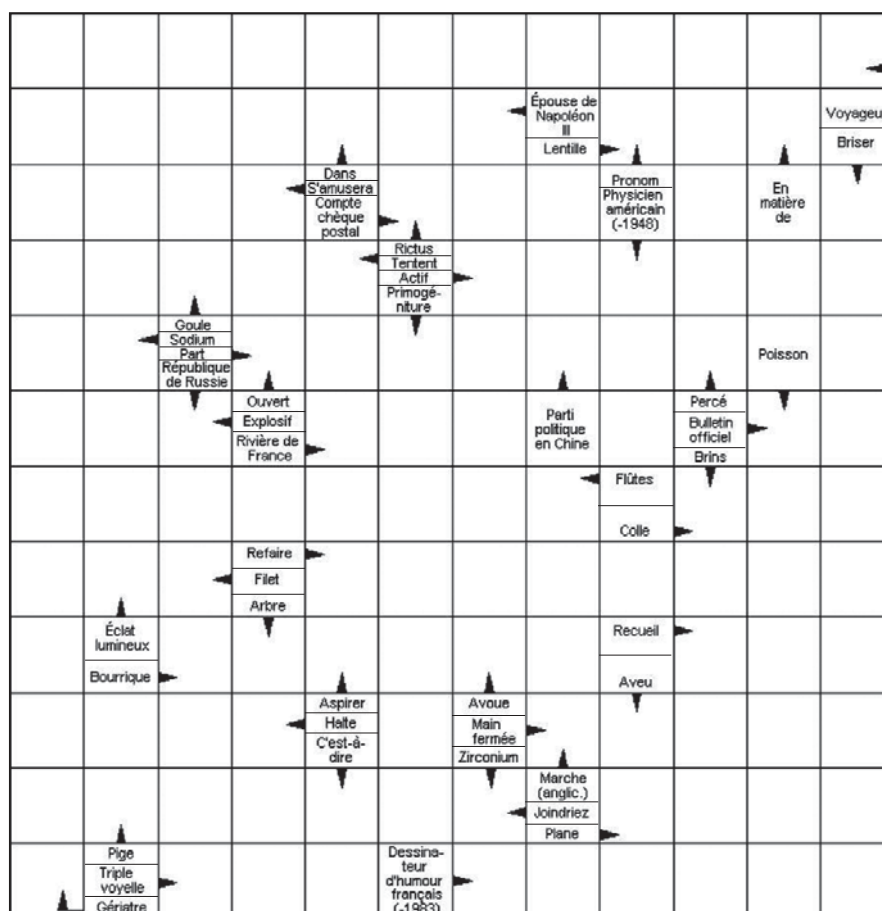 Épouse de
Napoléon
III
Lentille
Voyageu
Briser
Dans
S'amusera
Compte
chèque
postal
Pronom
Physicien
américain
(-1948)
En
matière
de
Rictus
Tentent
Actif
Primogé-
niture
Goule
Sodium
Part
République
de Russie
Poisson
Ouvert
Explosif
Rivière de
France
Parti
politique
en Chine
Percé
Bulletin
officiel
Brins
Flûtes
Colle
Refaire
Filet
Arbre
Éclat
lumineux
Bourrique
Recueil
Aveu
Aspirer
Halte
C'est-à-
dire
Avoue
Main
fermée
Zirconium
Marche
(anglic.)
Joindriez
Plane
Pige
Triple
voyelle
Gériatre
Dessina-
teur
d'humour
français
(-1983)